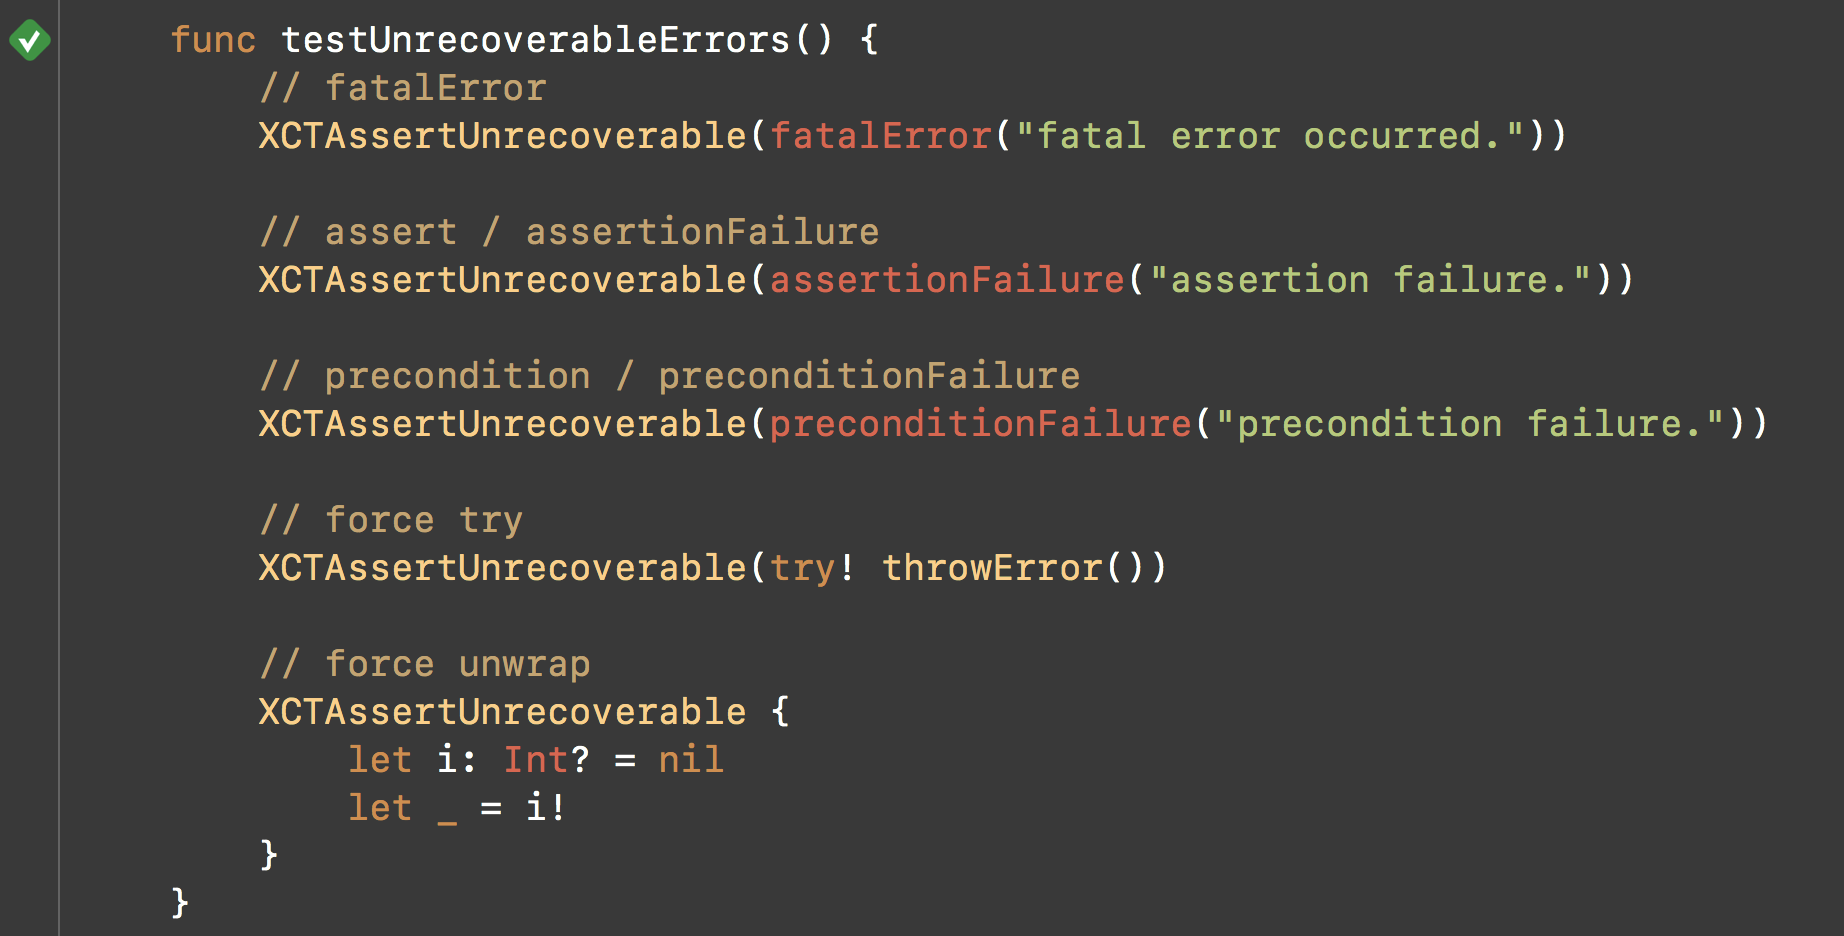 func testUnrecoverableErrors() {
// fatalError
XCTAssertUnrecoverable(fatalError("fatal error occurred."))
// assert / assertionFailure
XCTAssertUnrecoverable(assertionFailure("assertion failure."))
// precondition / preconditionFailure
XCTAssertUnrecoverable(preconditionFailure("precondition failure."))
// force try
XCTAssertUnrecoverable(try! throwError())
// force unwrap
XCTAssertUnrecoverable {
let i: Int? = nil
let _ = i!
}
}